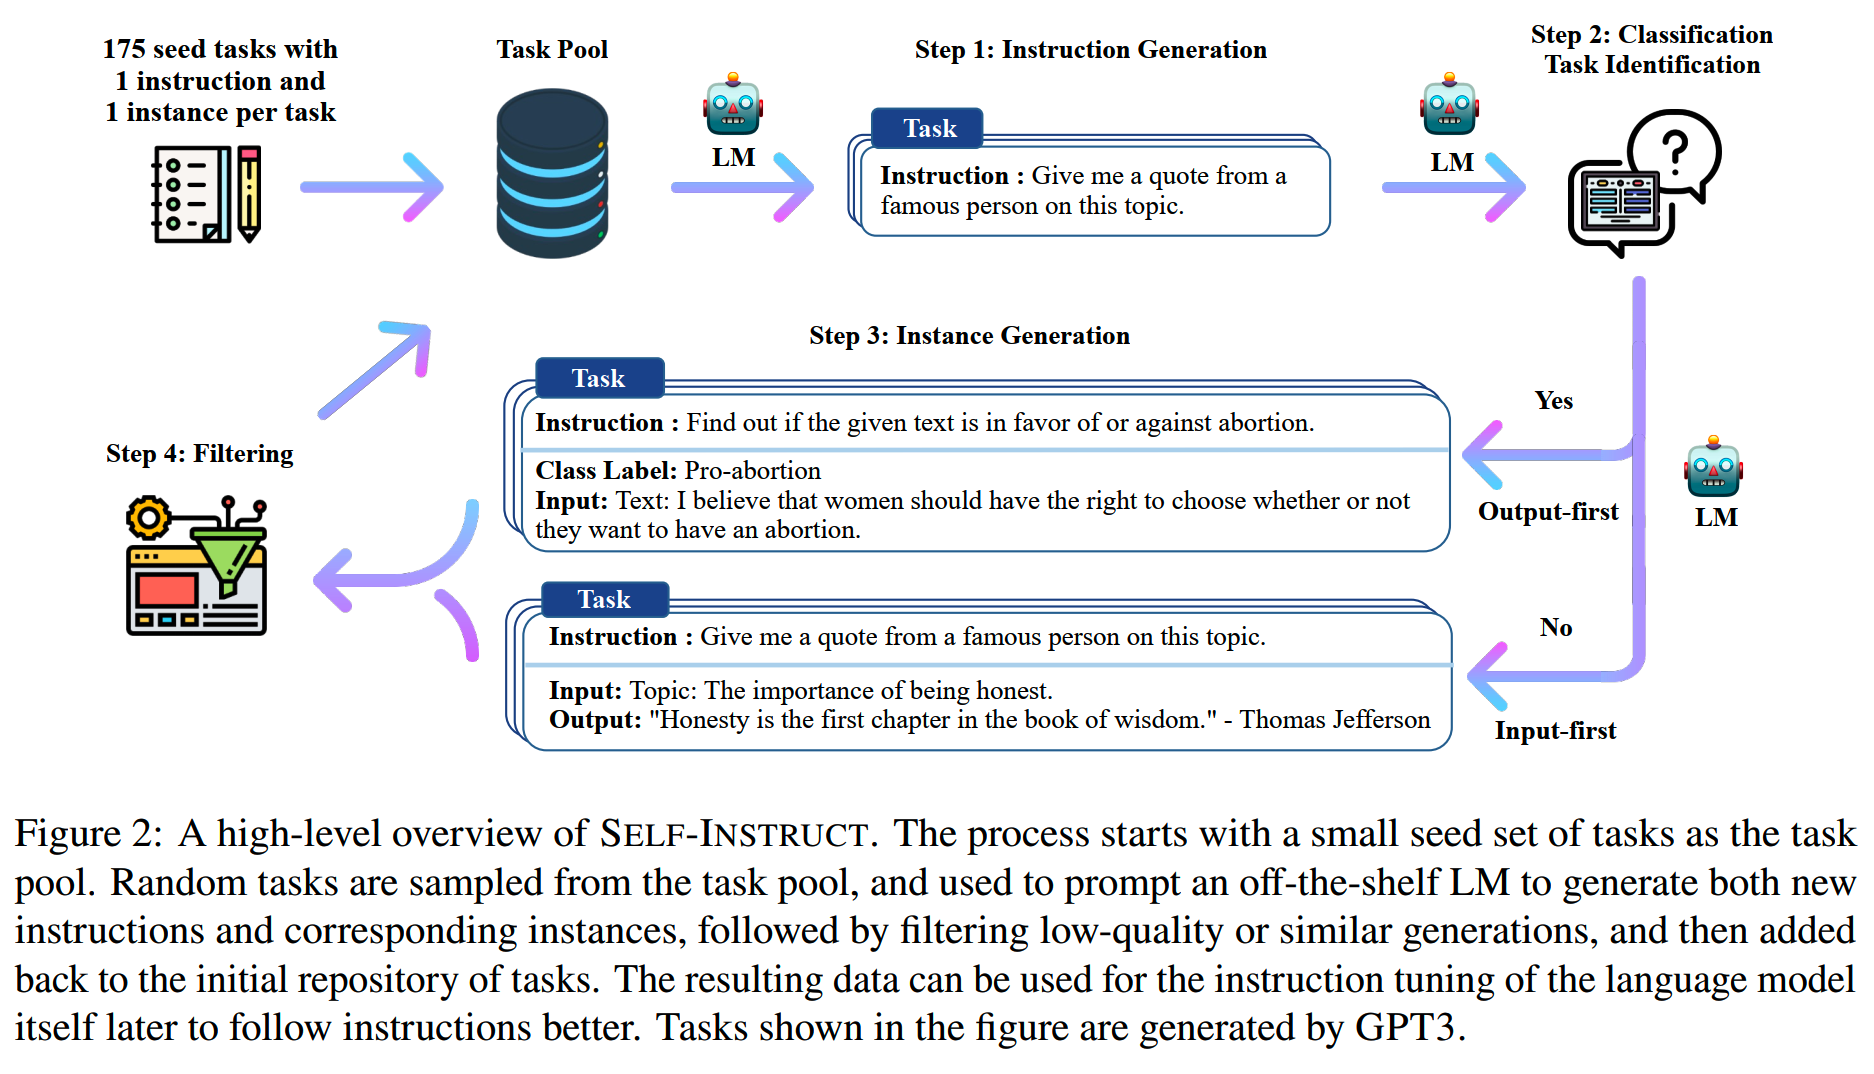 175 seed tasks with
1 instruction and
1 instance per task
Task Pool
LM
Step 1: Instruction Generation
Task
Instruction : Give me a quote from a
famous person on this topic.
LM
Step 2: Classification
Task Identification
Step 3: Instance Generation
Task
Instruction : Find out if the given text is in favor of or against abortion.
Class Label: Pro-abortion
Input: Text: I believe that women should have the right to choose whether or not
they want to have an abortion.
Yes
Output-first
LM
Task
Instruction : Give me a quote from a famous person on this topic.
Input: Topic: The importance of being honest.
Output: "Honesty is the first chapter in the book of wisdom." - Thomas Jefferson
No
Input-first
Step 4: Filtering
Figure 2: A high-level overview of SELF-INSTRUCT. The process starts with a small seed set of tasks as the task
pool. Random tasks are sampled from the task pool, and used to prompt an off-the-shelf LM to generate both new
instructions and corresponding instances, followed by filtering low-quality or similar generations, and then added
back to the initial repository of tasks. The resulting data can be used for the instruction tuning of the language model
itself later to follow instructions better. Tasks shown in the figure are generated by GPT3.